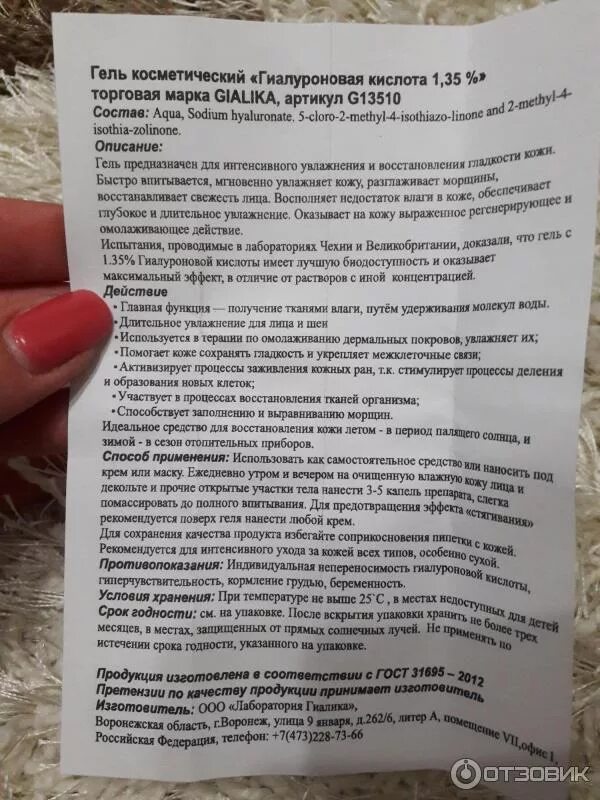 Гель косметический «Гиалуроновая кислота 1,35 %»
торговая марка GIALIKA, артикул G13510
Состав: Aqua, Sodium hyaluronate, 5-cloro-2-methyl-4-isothiazo-linone and 2-methyl-4-
isothia-zolinone.
Описание:
Гель предназначен для интенсивного увлажнения и восстановления гладкости кожи.
Быстро впитывается, мгновенно увлажняет кожу, разглаживает морщины,
восстанавливает свежесть лица. Восполняет недостаток влаги в коже, обеспечивает
глубокое и длительное увлажнение. Оказывает на кожу выраженное регенерирующее и
омолаживающее действие.
Испытания, проводимые в лабораториях Чехии и Великобритании, доказали, что гель с
1.35% Гиалуроновой кислоты имеет лучшую биодоступность и оказывает
максимальный эффект, в отличие от растворов с иной концентрацией.
Действие
• Главная функция — получение тканями влаги, путём удерживания молекул воды.
• Длительное увлажнение для лица и шеи
• Используется в терапии по омолаживанию дермальных покровов, увлажняет их;
• Помогает коже сохранять гладкость и укрепляет межклеточные связи;
• Активизирует процессы заживления кожных ран, т.к. стимулирует процессы деления
и образования новых клеток;
• Участвует в процессах восстановления тканей организма;
• Способствует заполнению и выравниванию морщин.
Идеальное средство для восстановления кожи летом - в период палящего солнца, и
зимой - в сезон отопительных приборов.
Способ применения: Использовать как самостоятельное средство или наносить под
крем или маску. Ежедневно утром и вечером на очищенную влажную кожу лица и
декольте и прочие открытые участки тела нанести 3-5 капель препарата, слегка
помассировать до полного впитывания. Для предотвращения эффекта «стягивания»
рекомендуется поверх геля нанести любой крем.
Для сохранения качества продукта избегайте соприкосновения пипетки с кожей.
Рекомендуется для интенсивного ухода за кожей всех типов, особенно сухой.
Противопоказания: Индивидуальная непереносимость гиалуроновой кислоты,
гиперчувствительность, кормление грудью, беременность.
Условия хранения: При температуре не выше 25°С , в местах недоступных для детей
Срок годности: см. на упаковке. После вскрытия упаковки хранить не более трех
месяцев, в местах, защищенных от прямых солнечных лучей. Не применять по
истечении срока годности, указанного на упаковке.
Продукция изготовлена в соответствии с ГОСТ 31695 – 2012
Претензии по качеству продукции принимает изготовитель
Изготовитель: ООО «Лаборатория Гиалика»,
Воронежская область, г.Воронеж, улица 9 января, д.262/6, литер А, помещение VII,офис 1,
Российская Федерация, телефон: +7(473)228-73-66
ОТЗОВИК